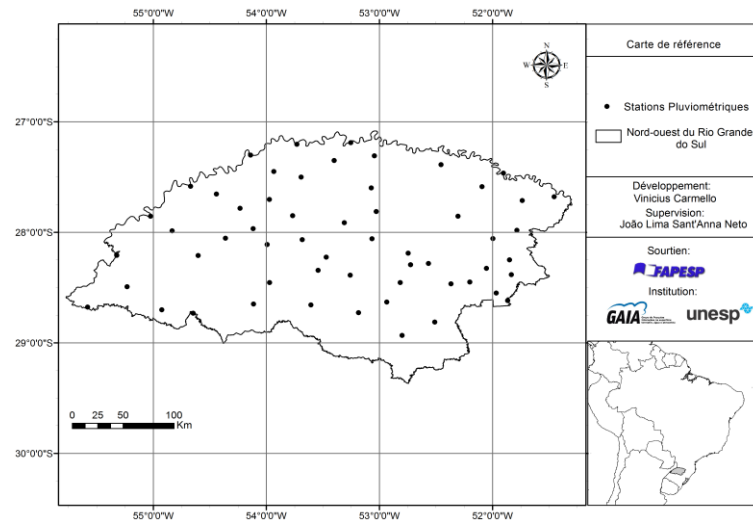 55°0'0"W 54°0'0"W 53°0'0"W 52°0'0"W
N
W E
S
27°0'0"S
28°0'0"S
29°0'0"S
30°0'0"S
0 25 50 100
Km
55°0'0"W 54°0'0"W 53°0'0"W 52°0'0"W
Carte de référence
Stations Pluviométriques
Nord-ouest du Rio Grande
do Sul
Développement:
Vinicius Carmello
Supervision:
João Lima Sant'Anna Neto
Sourtien:
FAPESP
Institution:
GAIA
unesp